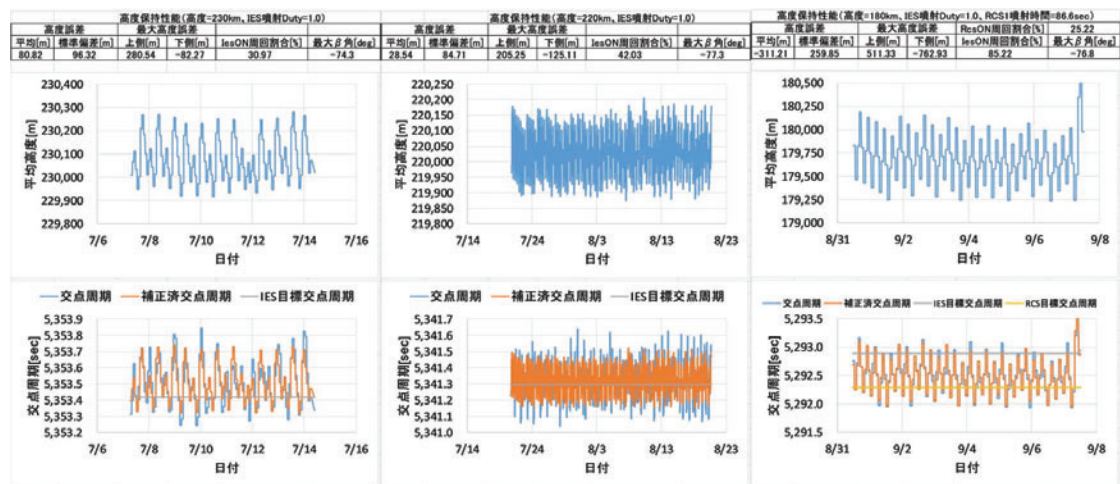 高度保持性能(高度=230km、IES噴射Duty=1.0)
高度誤差 最大高度誤差
平均[m] 標準偏差[m] 上側[m] 下側[m] IesON周回割合[%] 最大β角[deg]
80.82 96.32 280.54 -82.27 30.97 -74.3
平均高度[m]
230,400
230,300
230,200
230,100
230,000
229,900
229,800
7/6 7/8 7/10 7/12 7/14 7/16
日付
高度保持性能(高度=220km、IES噴射Duty=1.0)
高度誤差 最大高度誤差
平均[m] 標準偏差[m] 上側[m] 下側[m] IesON周回割合[%] 最大β角[deg]
28.54 84.71 205.25 -125.11 42.03 -77.3
平均高度[m]
220,250
220,200
220,150
220,100
220,050
220,000
219,950
219,900
219,850
219,800
7/14 7/24 8/3 8/13 8/23
日付
高度保持性能(高度=180km、IES噴射Duty=1.0、RCS1噴射時間=86.6sec)
高度誤差 最大高度誤差 RcsON周回割合[%] 25.22
平均[m] 標準偏差[m] 上側[m] 下側[m] IesON周回割合[%] 最大β角[deg]
-311.21 259.85 511.33 -762.93 85.22 -76.8
平均高度[m]
180,500
180,250
180,000
179,750
179,500
179,250
179,000
8/31 9/2 9/4 9/6 9/8
日付
交点周期 補正済交点周期 IES目標交点周期
交点周期[sec]
5,353.9
5,353.8
5,353.7
5,353.6
5,353.5
5,353.4
5,353.3
5,353.2
7/6 7/8 7/10 7/12 7/14 7/16
日付
交点周期 補正済交点周期 IES目標交点周期
交点周期[sec]
5,341.7
5,341.6
5,341.5
5,341.4
5,341.3
5,341.2
5,341.1
5,341.0
7/14 7/24 8/3 8/13 8/23
日付
交点周期 補正済交点周期 IES目標交点周期 RCS目標交点周期
交点周期[sec]
5,293.5
5,293.0
5,292.5
5,292.0
5,291.5
8/31 9/2 9/4 9/6 9/8
日付